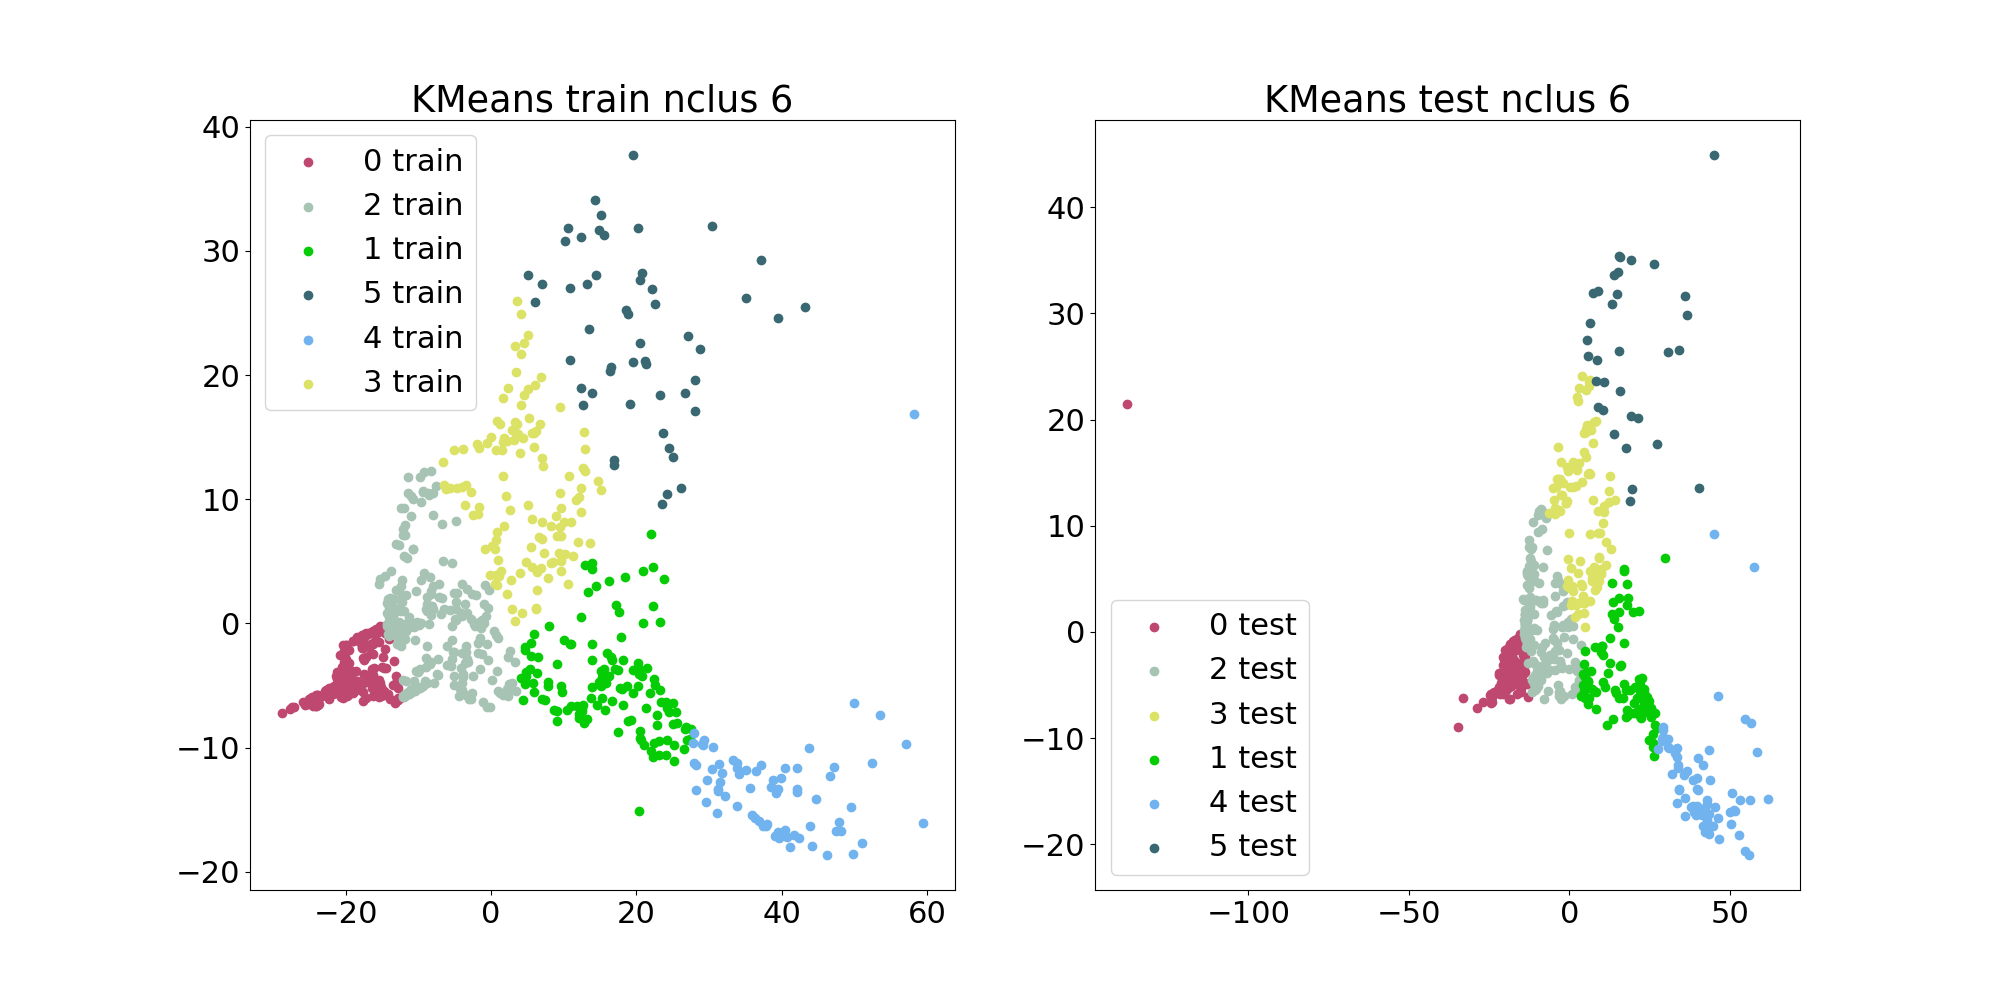 KMeans train nclus 6
40
30
20
10
0
−10
−20
0 train
2 train
1 train
5 train
4 train
3 train
−20
0
20
40
60
KMeans test nclus 6
40
30
20
10
0
−10
−20
0 test
2 test
3 test
1 test
4 test
5 test
−100
−50
0
50